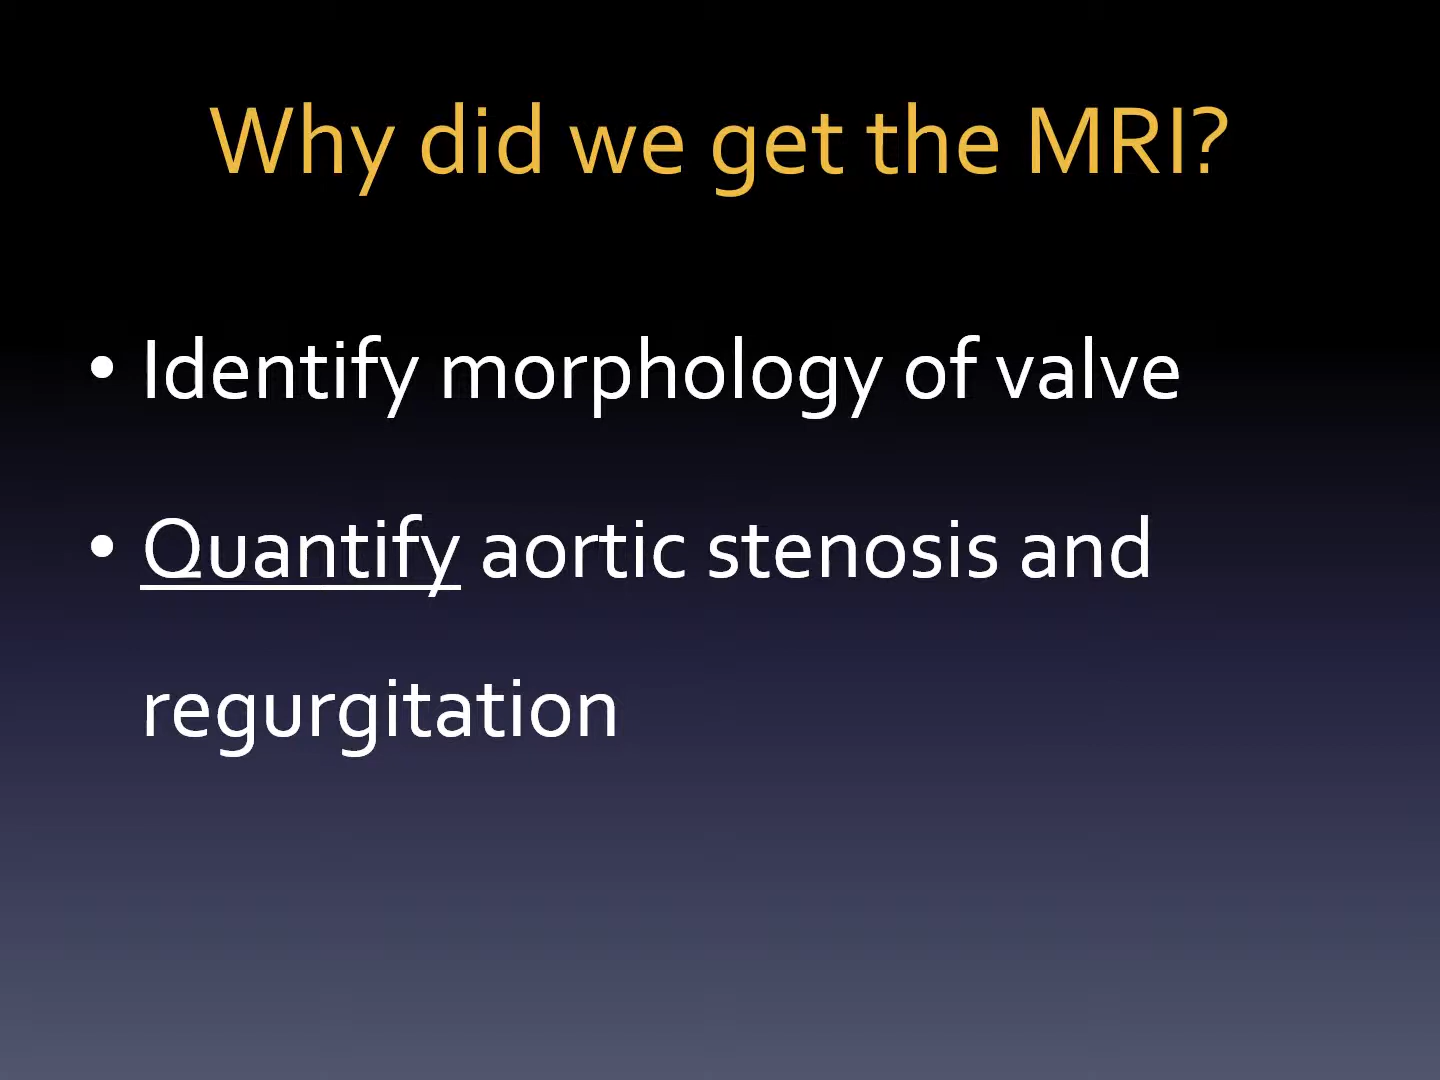 Why did we get the MRI?
• Identify morphology of valve
• Quantify aortic stenosis and
regurgitation